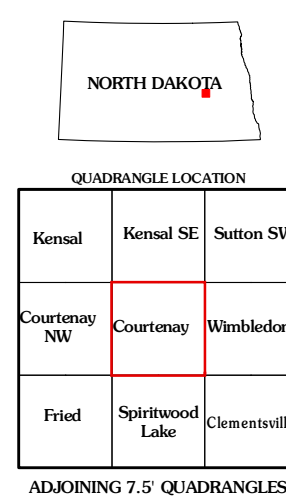 NORTH DAKOTA
QUADRANGLE LOCATION
Kensal
Kensal SE
Sutton SW
Courtenay
NW
Courtenay
Wimbledon
Fried
Spiritwood
Lake
Clementsvill
ADJOINING 7.5' QUADRANGLES